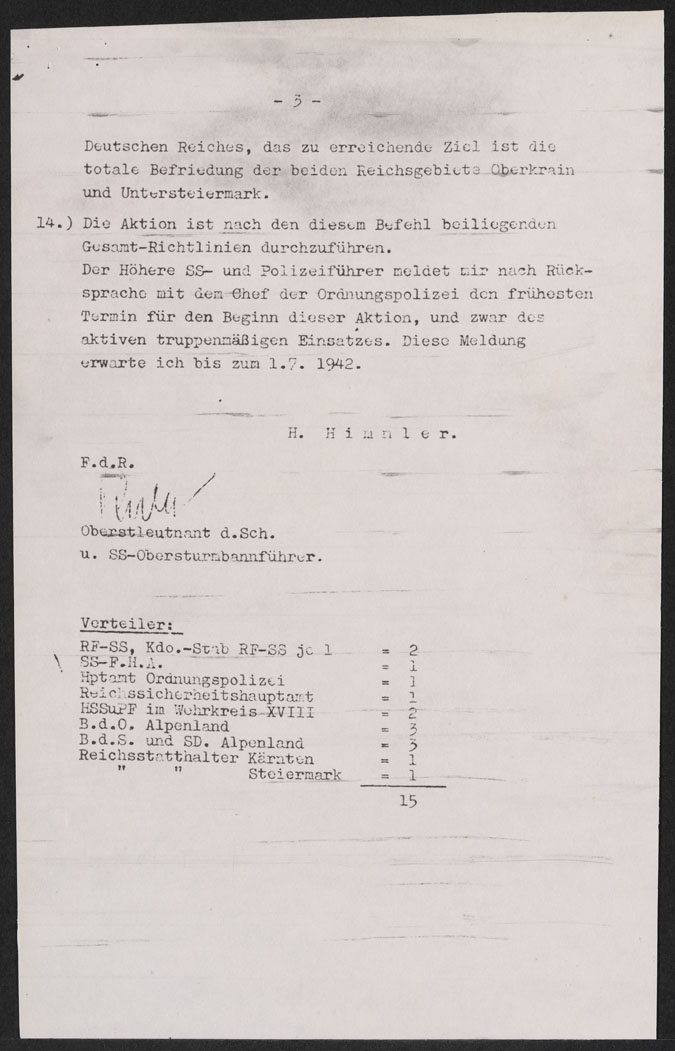 - 3 -
Deutschen Reiches, das zu erreichende Ziel ist die
totale Befriedung der beiden Reichsgebiete Oberkrain
und Untersteiermark.
14.) Die Aktion ist nach den diesem Befehl beiliegenden
Gesamt-Richtlinien durchzuführen.
Der Höhere SS- und Polizeiführer meldet mir nach Rück-
sprache mit dem Chef der Ordnungspolizei den frühesten
Termin für den Beginn dieser Aktion, und zwar des
aktiven truppenmäßigen Einsatzes. Diese Meldung
erwarte ich bis zum 1.7. 1942.
H. H i m m l e r.
F.d.R.
Oberstleutnant d.Sch.
u. SS-Obersturmbannführer.
Verteiler:
RF-SS, Kdo.-Stab RF-SS je 1 = 2
SS-F.H.A. = 1
Hptamt Ordnungspolizei = 1
Reichssicherheitshauptamt = 1
HSSuPF im Wehrkreis XVIII = 2
B.d.O. Alpenland = 3
B.d.S. und SD. Alpenland = 3
Reichsstatthalter Kärnten = 1
" " Steiermark = 1
15